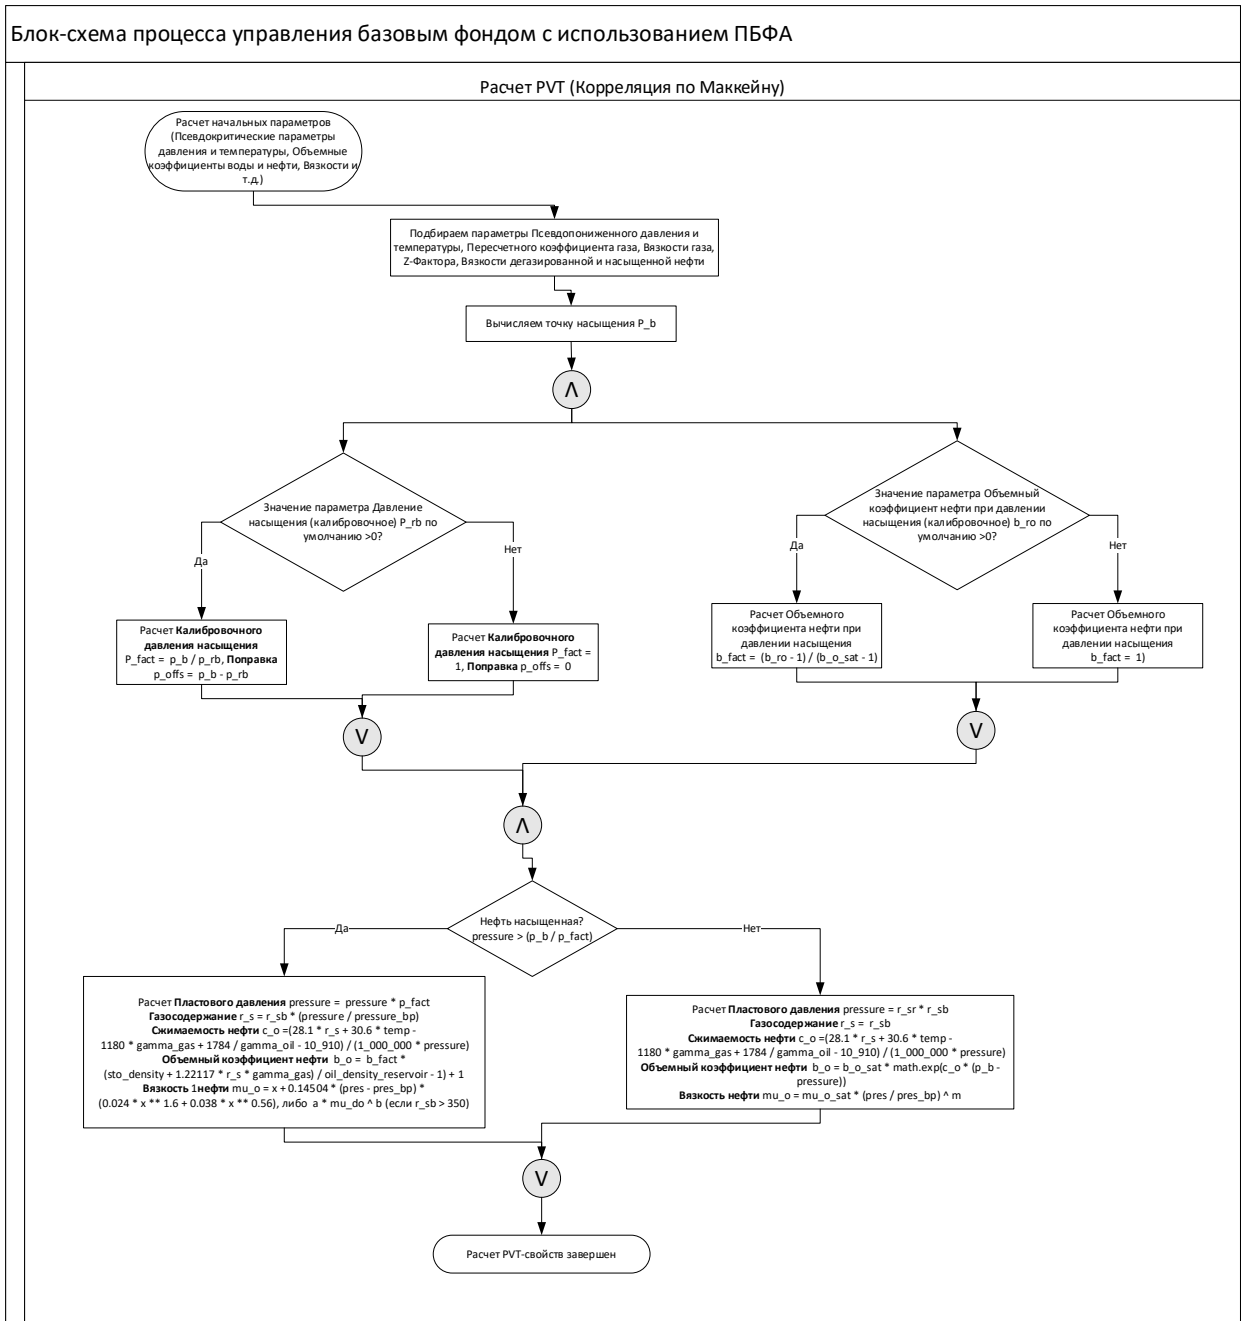 Блок-схема процесса управления базовым фондом с использованием ПБФА
Расчет PVT (Корреляция по Маккейну)
Расчет начальных параметров
(Псевдокритические параметры
давления и температуры, Объемные
коэффициенты воды и нефти, Вязкости и
т.д.)
Подбираем параметры Псевдопониженного давления и
температуры, Пересчетного коэффициента газа, Вязкости газа,
Z-Фактора, Вязкости дегазированной и насыщенной нефти
Вычисляем точку насыщения P_b
Λ
Значение параметра Давление
насыщения (калибровочное) P_rb по
умолчанию >0?
Да
Нет
Значение параметра Объемный
коэффициент нефти при давлении
насыщения (калибровочное) b_ro по
умолчанию >0?
Да
Нет
Расчет Калибровочного
давления насыщения
P_fact = p_b / p_rb, Поправка
p_offs = p_b - p_rb
Расчет Калибровочного
давления насыщения P_fact =
1, Поправка p_offs = 0
Расчет Объемного
коэффициента нефти при
давлении насыщения
b_fact = (b_ro - 1) / (b_o_sat - 1)
Расчет Объемного
коэффициента нефти при
давлении насыщения
b_fact = 1)
V
V
Λ
Нефть насыщенная?
pressure > (p_b / p_fact)
Да
Нет
Расчет Пластового давления pressure = pressure * p_fact
Газосодержание r_s = r_sb * (pressure / pressure_bp)
Сжимаемость нефти c_o =(28.1 * r_s + 30.6 * temp -
1180 * gamma_gas + 1784 / gamma_oil - 10_910) / (1_000_000 * pressure)
Объемный коэффициент нефти b_o = b_fact *
(sto_density + 1.22117 * r_s * gamma_gas) / oil_density_reservoir - 1) + 1
Вязкость 1нефти mu_o = x + 0.14504 * (pres - pres_bp) *
(0.024 * x ** 1.6 + 0.038 * x ** 0.56), либо a * mu_do ^ b (если r_sb > 350)
Расчет Пластового давления pressure = r_sr * r_sb
Газосодержание r_s = r_sb
Сжимаемость нефти c_o =(28.1 * r_s + 30.6 * temp -
1180 * gamma_gas + 1784 / gamma_oil - 10_910) / (1_000_000 * pressure)
Объемный коэффициент нефти b_o = b_o_sat * math.exp(c_o * (p_b -
pressure))
Вязкость нефти mu_o = mu_o_sat * (pres / pres_bp) ^ m
V
Расчет PVT-свойств завершен